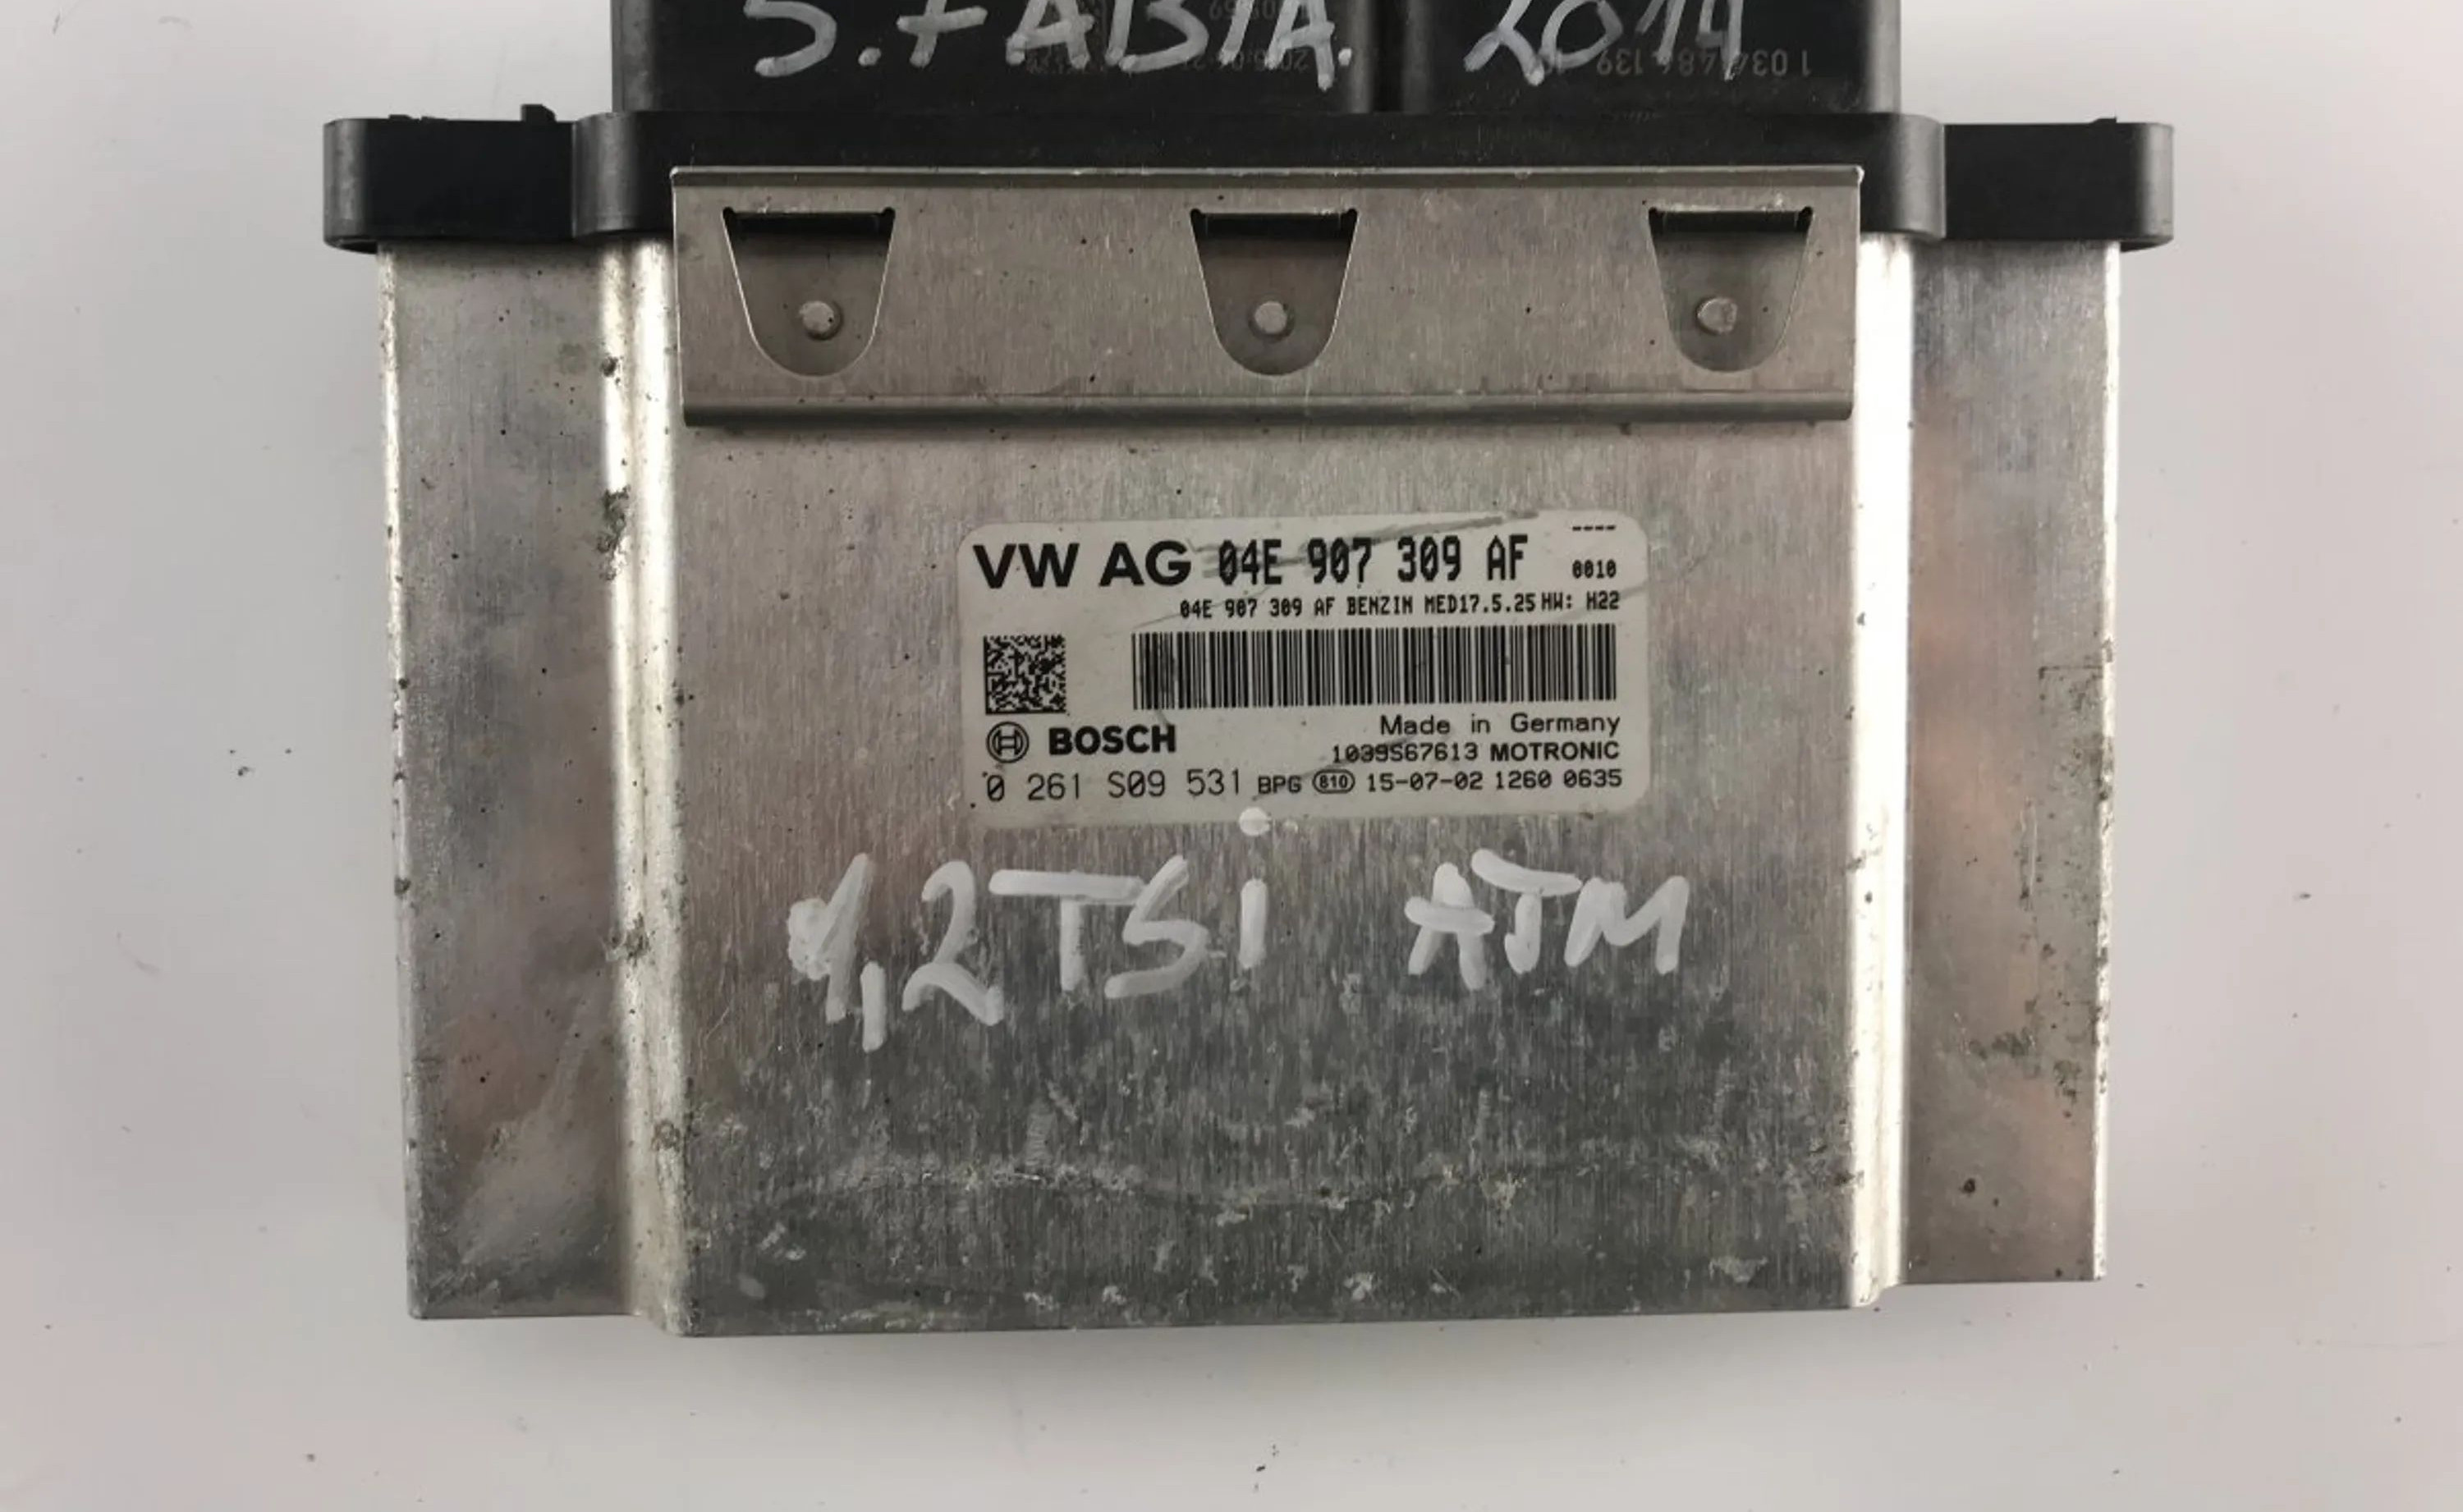 S.FABIA. 2014
----
VW AG 04E 907 309 AF 0010
04E 907 309 AF BENZIN MED17.5.25 HW: H22
Made in Germany
BOSCH
1039S67613 MOTRONIC
0 261 S09 531 BPG 810 15-07-02 1260 0635
1,2TSi ATM